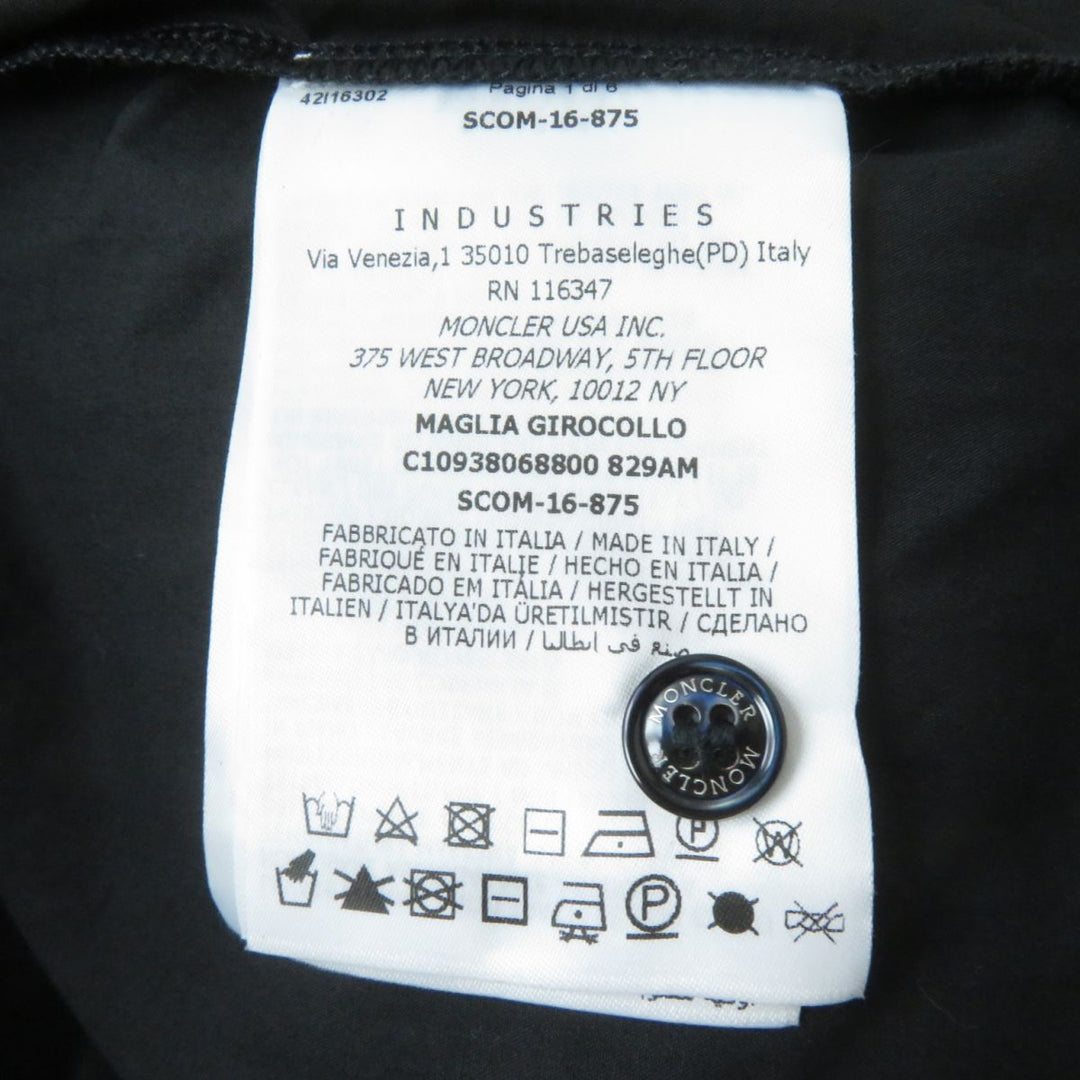 42I16302
Pagina 1 di 6
SCOM-16-875
INDUSTRIES
Via Venezia,1 35010 Trebaseleghe(PD) Italy
RN 116347
MONCLER USA INC.
375 WEST BROADWAY, 5TH FLOOR
NEW YORK, 10012 NY
MAGLIA GIROCOLLO
C10938068800 829AM
SCOM-16-875
FABBRICATO IN ITALIA / MADE IN ITALY /
FABRIQUÉ EN ITALIE / HECHO EN ITALIA /
FABRICADO EM ITÁLIA / HERGESTELLT IN
ITALIEN / ITALYA'DA ÜRETILMISTIR / СДЕЛАНО
В ИТАЛИИ / صنع في إيطاليا
MONCLER
MONCLER
P
W
P